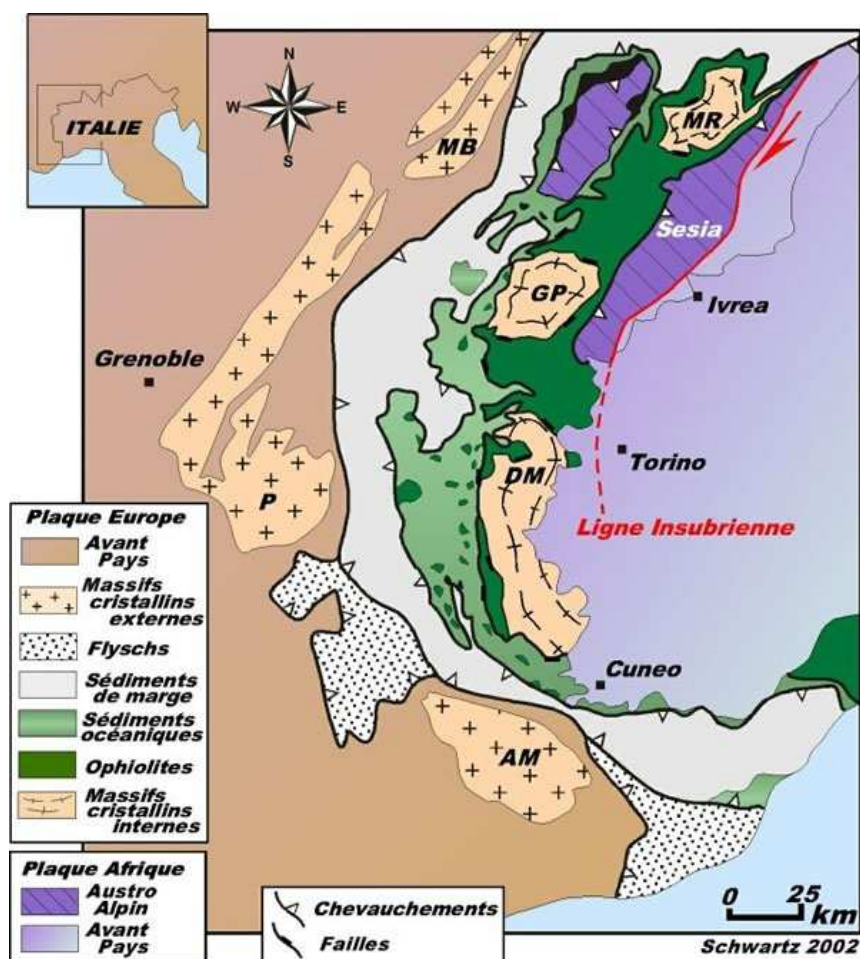 ITALIE
N
W
E
S
MB
MR
Sesia
GP
Ivrea
Grenoble
Torino
DM
P
Ligne Insubrienne
Cuneo
AM
Plaque Europe
Avant
Pays
Massifs
cristallins
externes
Flyschs
Sédiments
de marge
Sédiments
océaniques
Ophiolites
Massifs
cristallins
internes
Plaque Afrique
Austro
Alpin
Avant
Pays
Chevauchements
Failles
0 25
km
Schwartz 2002